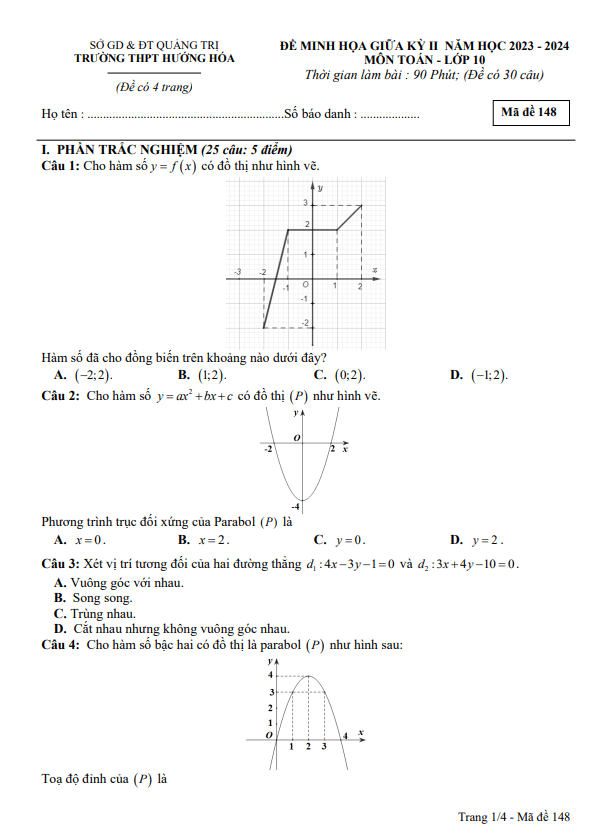 SỞ GD & ĐT QUẢNG TRỊ
TRƯỜNG THPT HƯỚNG HÓA
(Đề có 4 trang)
ĐỀ MINH HỌA GIỮA KỲ II NĂM HỌC 2023 - 2024
MÔN TOÁN - LỚP 10
Thời gian làm bài : 90 Phút; (Đề có 30 câu)
Họ tên : ............................................................... Số báo danh : ...................
Mã đề 148
I. PHẦN TRẮC NGHIỆM (25 câu: 5 điểm)
Câu 1: Cho hàm số y = f(x) có đồ thị như hình vẽ.
y
3
2
1
-3 -2 -1 O 1 2 x
-1
-2
Hàm số đã cho đồng biến trên khoảng nào dưới đây?
A. (−2;2). B. (1;2). C. (0;2). D. (−1;2).
Câu 2: Cho hàm số y = ax² + bx + c có đồ thị (P) như hình vẽ.
y
O
-2 2 x
-4
Phương trình trục đối xứng của Parabol (P) là
A. x = 0. B. x = 2. C. y = 0. D. y = 2.
Câu 3: Xét vị trí tương đối của hai đường thẳng d₁ : 4x − 3y − 1 = 0 và d₂ : 3x + 4y − 10 = 0.
A. Vuông góc với nhau.
B. Song song.
C. Trùng nhau.
D. Cắt nhau nhưng không vuông góc nhau.
Câu 4: Cho hàm số bậc hai có đồ thị là parabol (P) như hình sau:
y
4
3
2
1
O 4 x
1 2 3
Toạ độ đỉnh của (P) là
Trang 1/4 - Mã đề 148